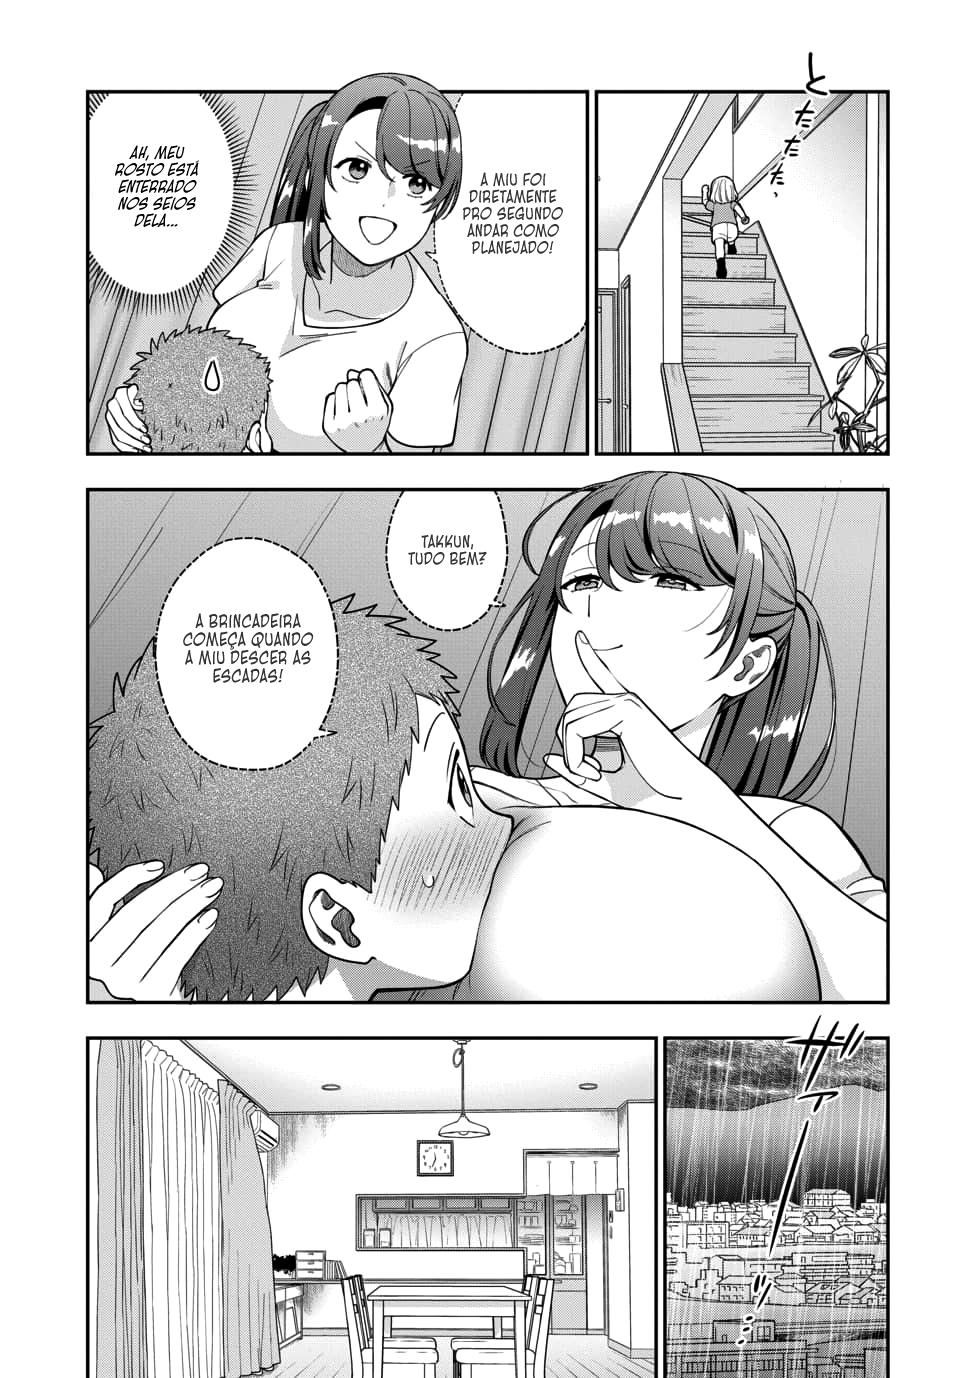 と
た
た
た
A MIU FOI
DIRETAMENTE
PRO SEGUNDO
ANDAR COMO
PLANEJADO!
AH, MEU
ROSTO ESTÁ
ENTERRADO
NOS SEIOS
DELA...
TAKKUN,
TUDO BEM?
A BRINCADEIRA
COMEÇA QUANDO
A MIU DESCER AS
ESCADAS!
ザァーッ